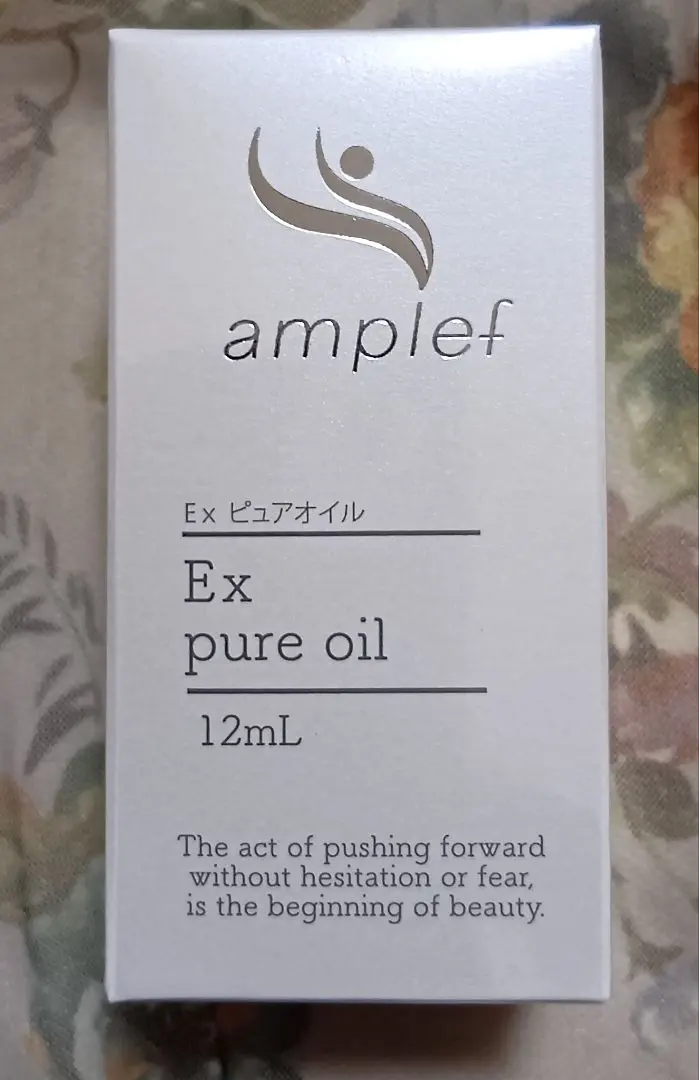 amplef
Ex ピュアオイル
Ex
pure oil
12mL
The act of pushing forward
without hesitation or fear,
is the beginning of beauty.